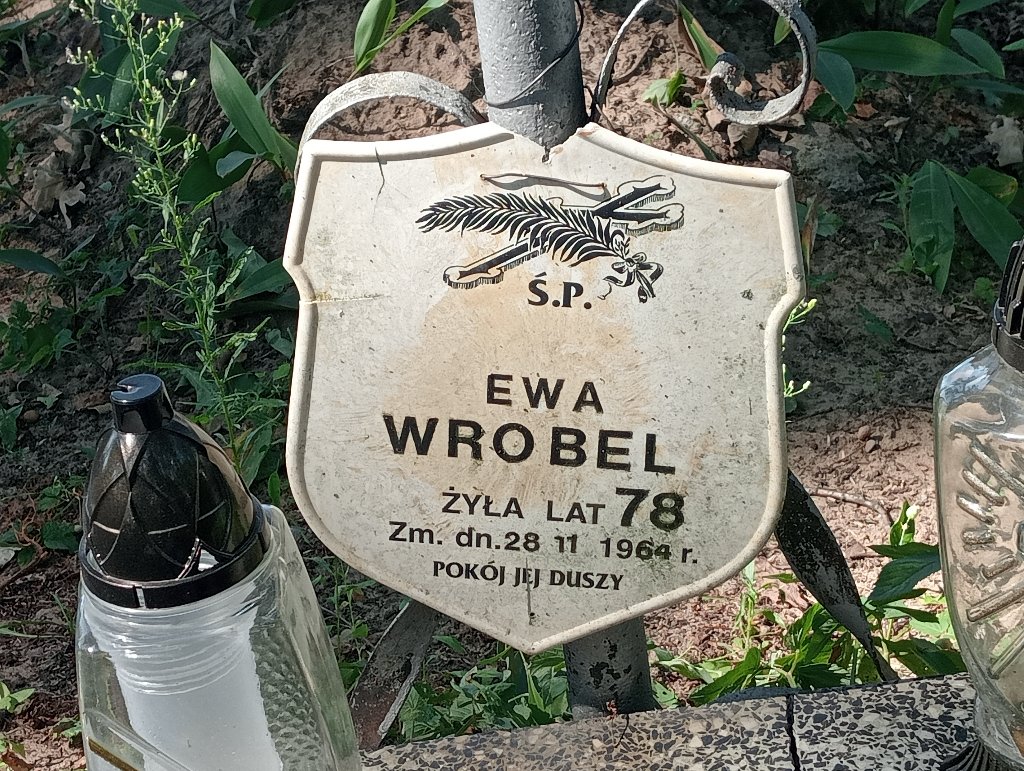 Ś.P.
EWA
WROBEL
ŻYŁA LAT 78
Zm. dn. 28 11 1964 r.
POKÓJ JEJ DUSZY